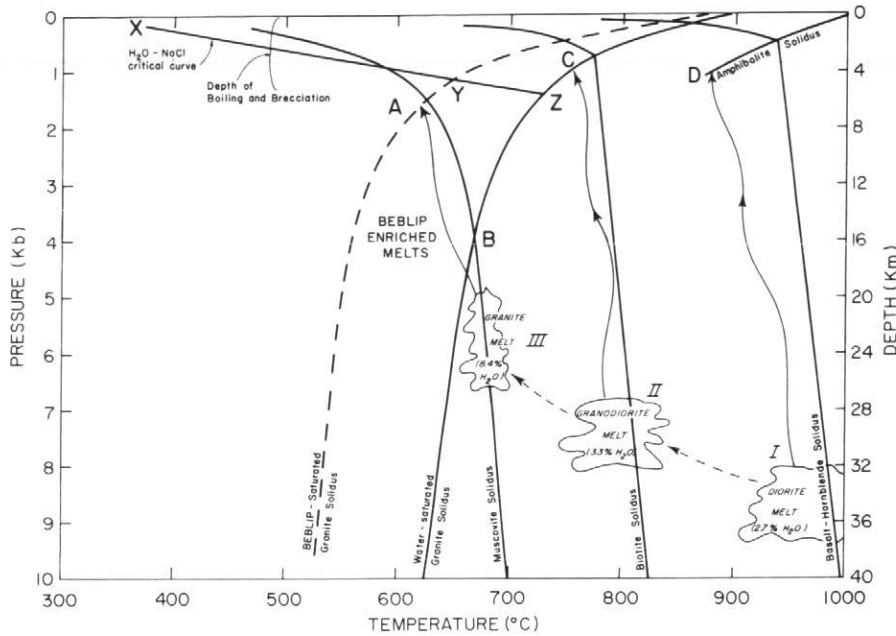 X
H₂O – NaCl
critical curve
Depth of
Boiling and Brecciation
A
Y
Z
B
C
D
Amphibolite Solidus
BEBLIP
ENRICHED
MELTS
GRANITE
MELT
(8.4%
H₂O)
III
GRANODIORITE
MELT
(3.3% H₂O)
II
DIORITE
MELT
(2.7% H₂O)
I
BEBLIP-Saturated
Granite Solidus
Water-saturated
Granite Solidus
Muscovite Solidus
Biotite Solidus
Basalt-Hornblende Solidus
PRESSURE (Kb)
0
1
2
3
4
5
6
7
8
9
10
DEPTH (Km)
0
4
8
12
16
20
24
28
32
36
40
300
400
500
600
700
800
900
1000
TEMPERATURE (°C)